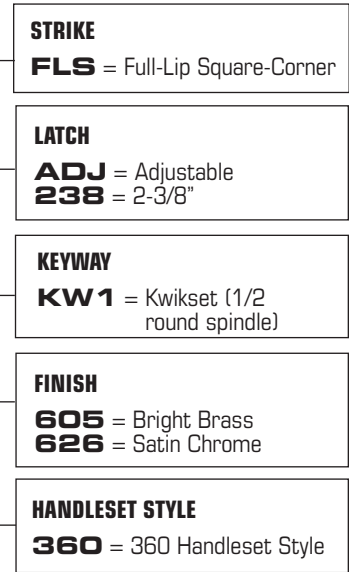 STRIKE
FLS = Full-Lip Square-Corner
LATCH
ADJ = Adjustable
238 = 2-3/8"
KEYWAY
KW1 = Kwikset (1/2
round spindle)
FINISH
605 = Bright Brass
626 = Satin Chrome
HANDLESET STYLE
360 = 360 Handleset Style